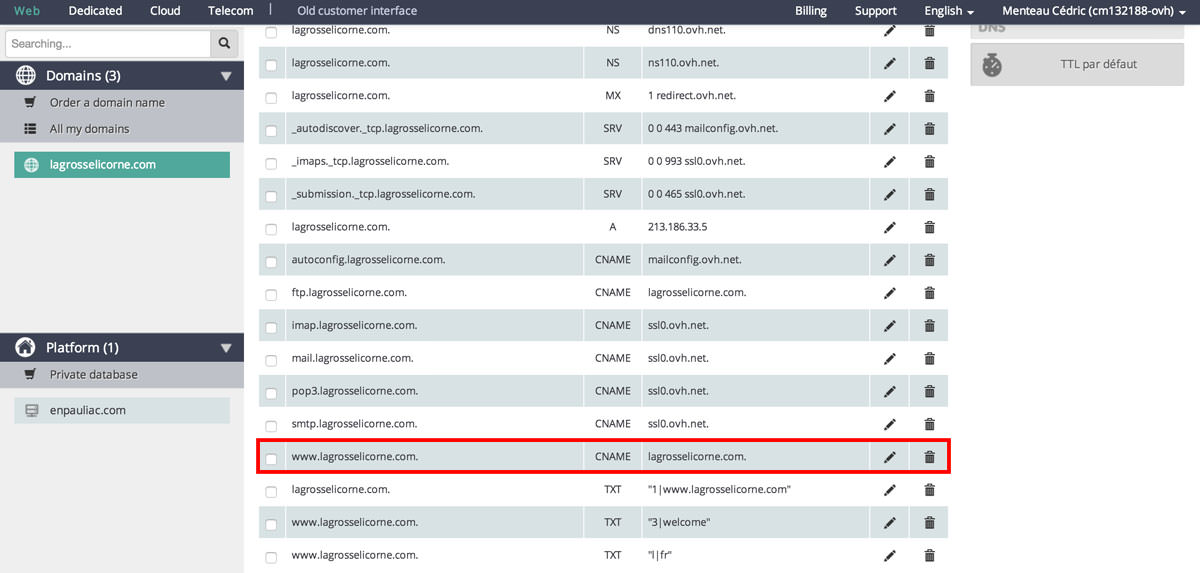 Web Dedicated Cloud Telecom | Old customer interface Billing Support English Menteau Cédric (cm132188-ovh)
Searching...
Domains (3)
Order a domain name
All my domains
lagrosselicorne.com
Platform (1)
Private database
enpauliac.com
lagrosselicorne.com. NS dns110.ovh.net.
lagrosselicorne.com. NS ns110.ovh.net.
lagrosselicorne.com. MX 1 redirect.ovh.net.
_autodiscover._tcp.lagrosselicorne.com. SRV 0 0 443 mailconfig.ovh.net.
_imaps._tcp.lagrosselicorne.com. SRV 0 0 993 ssl0.ovh.net.
_submission._tcp.lagrosselicorne.com. SRV 0 0 465 ssl0.ovh.net.
lagrosselicorne.com. A 213.186.33.5
autoconfig.lagrosselicorne.com. CNAME mailconfig.ovh.net.
ftp.lagrosselicorne.com. CNAME lagrosselicorne.com.
imap.lagrosselicorne.com. CNAME ssl0.ovh.net.
mail.lagrosselicorne.com. CNAME ssl0.ovh.net.
pop3.lagrosselicorne.com. CNAME ssl0.ovh.net.
smtp.lagrosselicorne.com. CNAME ssl0.ovh.net.
www.lagrosselicorne.com. CNAME lagrosselicorne.com.
lagrosselicorne.com. TXT "1|www.lagrosselicorne.com"
www.lagrosselicorne.com. TXT "3|welcome"
www.lagrosselicorne.com. TXT "l|fr"
DNS
TTL par défaut